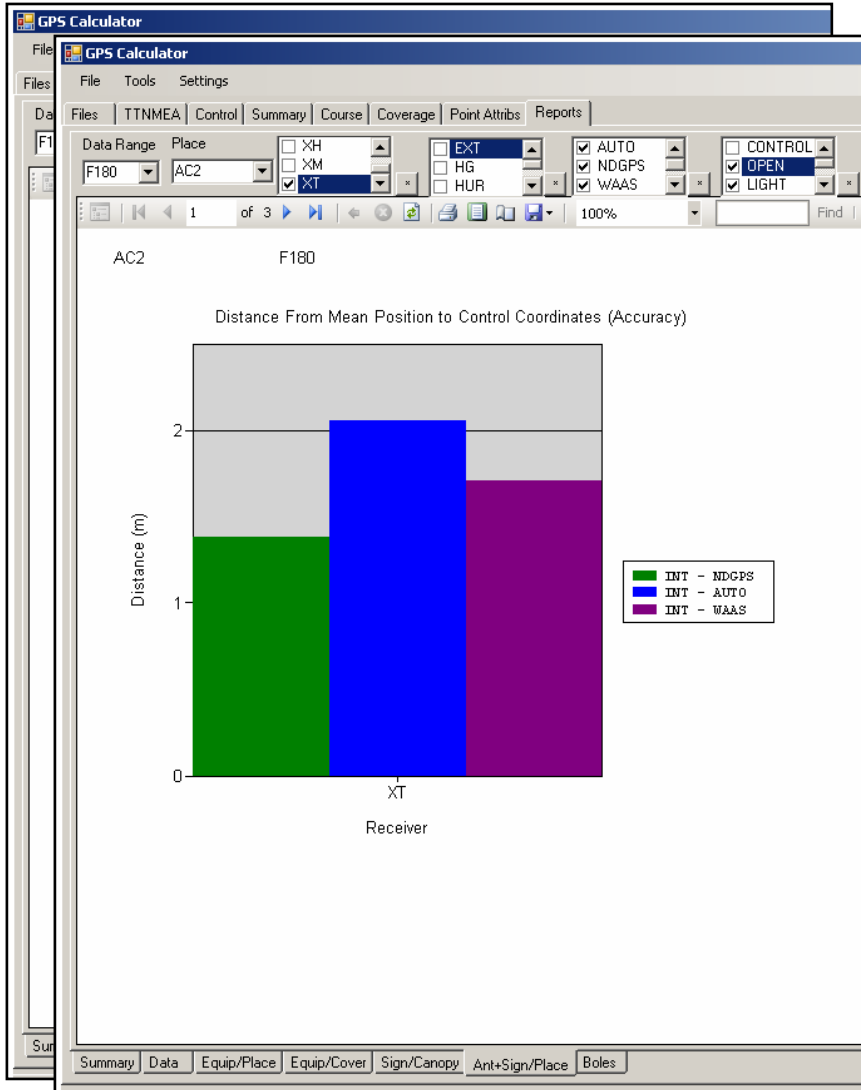 GPS Calculator
File
Files
Da
F1
Sur
GPS Calculator
File Tools Settings
Files TTNMEA Control Summary Course Coverage Point Attribs Reports
Data Range Place
F180 AC2
XH
XM
XT
EXT
HG
HUR
AUTO
NDGPS
WAAS
CONTROL
OPEN
LIGHT
1 of 3 100% Find
AC2 F180
Distance From Mean Position to Control Coordinates (Accuracy)
2
1
0
Distance (m)
XT
Receiver
INT - NDGPS
INT - AUTO
INT - WAAS
Summary Data Equip/Place Equip/Cover Sign/Canopy Ant+Sign/Place Boles